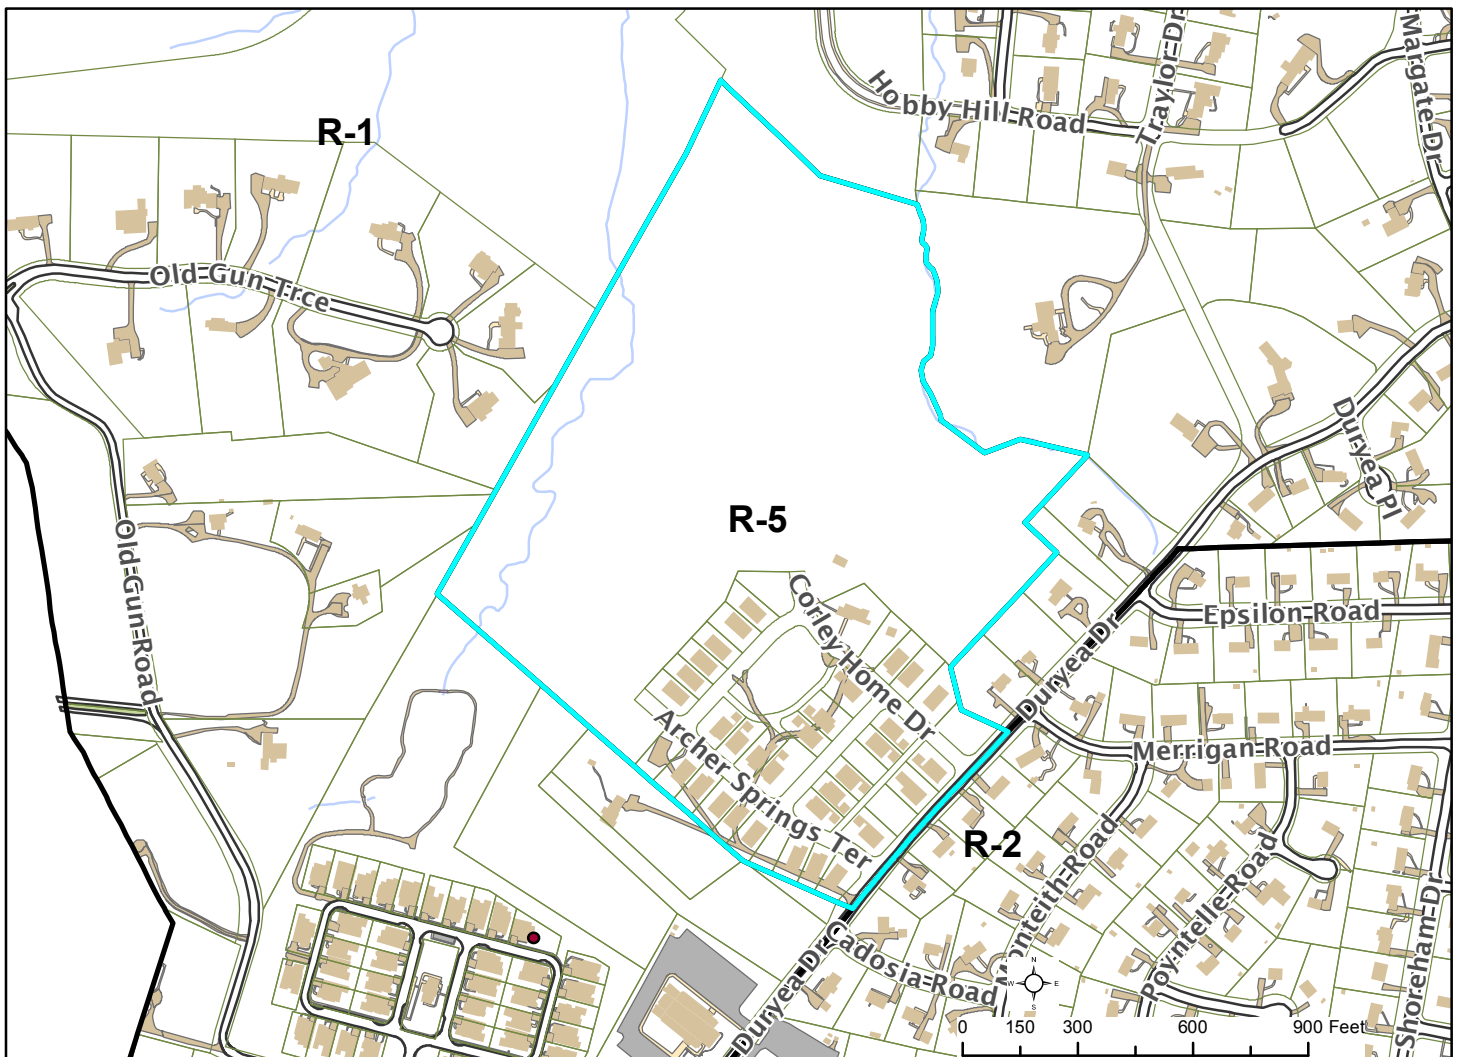 Hobby Hill Road
Traylor Dr
Margate Dr
R-1
Old Gun Trce
Duryea Pl
R-5
Old Gun Road
Corley Home Dr
Epsilon Road
Duryea Dr
Archer Springs Ter
Merrigan Road
R-2
Monteith Road
Poyntelle Road
Shoreham Dr
Cadosia Road
Duryea Dr
N
W E
S
0 150 300 600 900 Feet